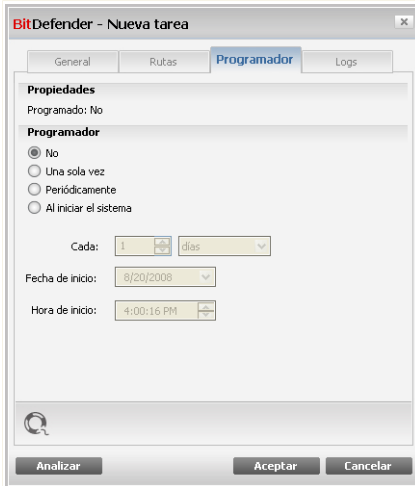 BitDefender - Nueva tarea
General Rutas Programador Logs
Propiedades
Programado: No
Programador
No
Una sola vez
Periódicamente
Al iniciar el sistema
Cada: 1 días
Fecha de inicio: 8/20/2008
Hora de inicio: 4:00:16 PM
Analizar Aceptar Cancelar